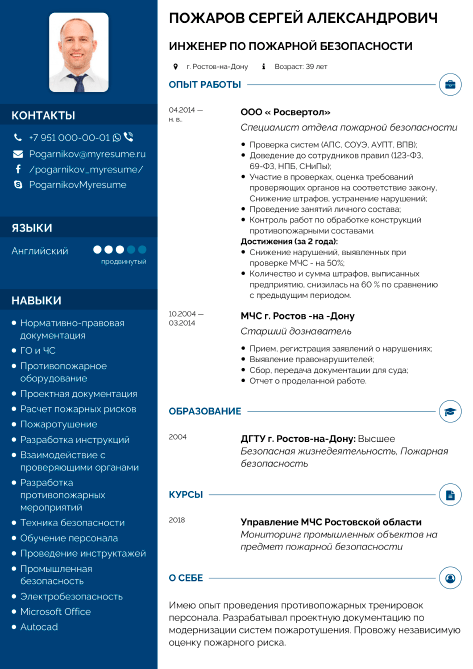 ПОЖАРОВ СЕРГЕЙ АЛЕКСАНДРОВИЧ
ИНЖЕНЕР ПО ПОЖАРНОЙ БЕЗОПАСНОСТИ
г. Ростов-на-Дону
Возраст: 39 лет
КОНТАКТЫ
+7 951 000-00-01
Pogarnikov@myresume.ru
/pogarnikov_myresume/
PogarnikovMyresume
ЯЗЫКИ
Английский
продвинутый
НАВЫКИ
Нормативно-правовая
документация
ГО и ЧС
Противопожарное
оборудование
Проектная документация
Расчет пожарных рисков
Пожаротушение
Разработка инструкций
Взаимодействие с
проверяющими органами
Разработка
противопожарных
мероприятий
Техника безопасности
Обучение персонала
Проведение инструктажей
Промышленная
безопасность
Электробезопасность
Microsoft Office
Autocad
ОПЫТ РАБОТЫ
04.2014 —
н. в.
ООО « Росвертол»
Специалист отдела пожарной безопасности
Проверка систем (АПС, СОУЭ, АУПТ, ВПВ);
Доведение до сотрудников правил (123-ФЗ,
69-ФЗ, НПБ, СНиПы);
Участие в проверках, оценка требований
проверяющих органов на соответствие закону.
Снижение штрафов, устранение нарушений;
Проведение занятий личного состава;
Контроль работ по обработке конструкций
противопожарными составами.
Достижения (за 2 года):
Снижение нарушений, выявленных при
проверке МЧС - на 50%;
Количество и сумма штрафов, выписанных
предприятию, снизилась на 60 % по сравнению
с предыдущим периодом.
10.2004 —
03.2014
МЧС г. Ростов -на -Дону
Старший дознаватель
Прием, регистрация заявлений о нарушениях;
Выявление правонарушителей;
Сбор, передача документации для суда;
Отчет о проделанной работе.
ОБРАЗОВАНИЕ
2004
ДГТУ г. Ростов-на-Дону: Высшее
Безопасная жизнедеятельность, Пожарная
безопасность
КУРСЫ
2018
Управление МЧС Ростовской области
Мониторинг промышленных объектов на
предмет пожарной безопасности
О СЕБЕ
Имею опыт проведения противопожарных тренировок
персонала. Разрабатывал проектную документацию по
модернизации систем пожаротушения. Провожу независимую
оценку пожарного риска.